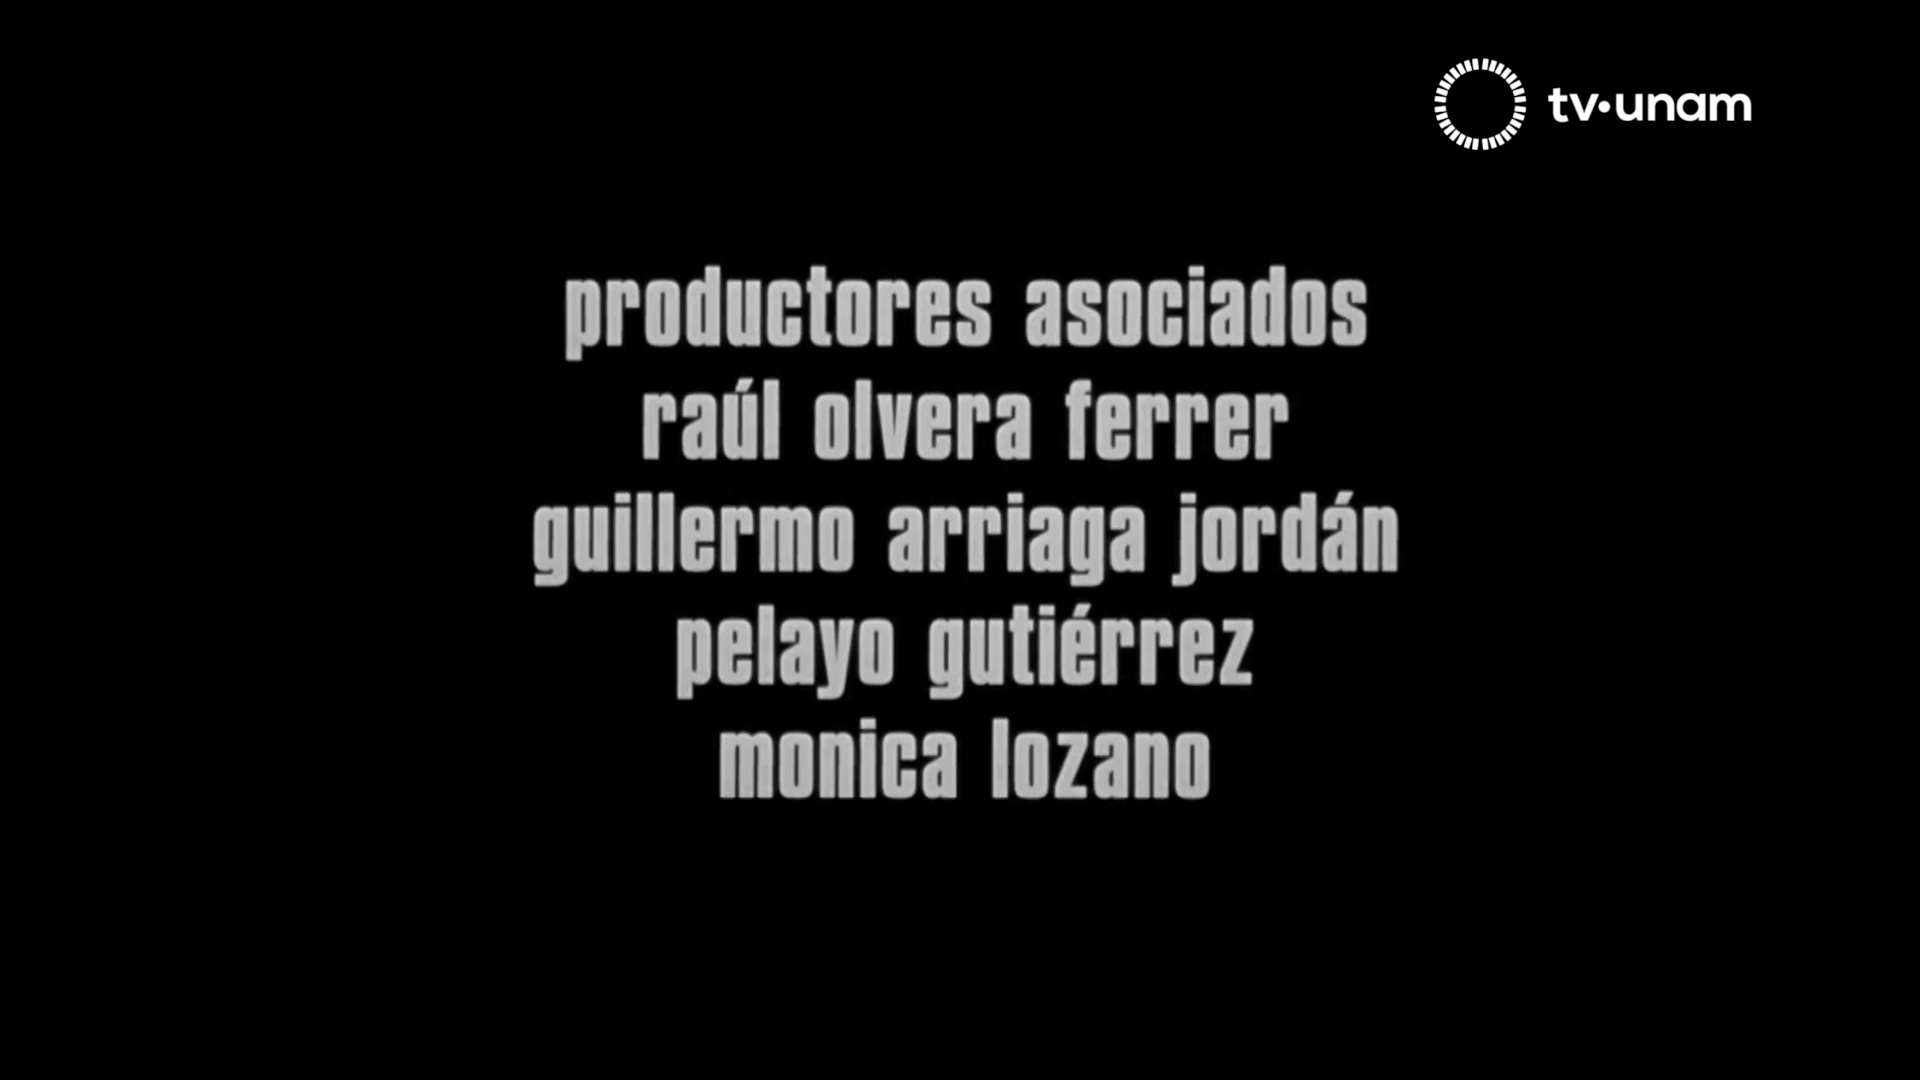 tv•unam
productores asociados
raúl olvera ferrer
guillermo arriaga jordán
pelayo gutiérrez
monica lozano